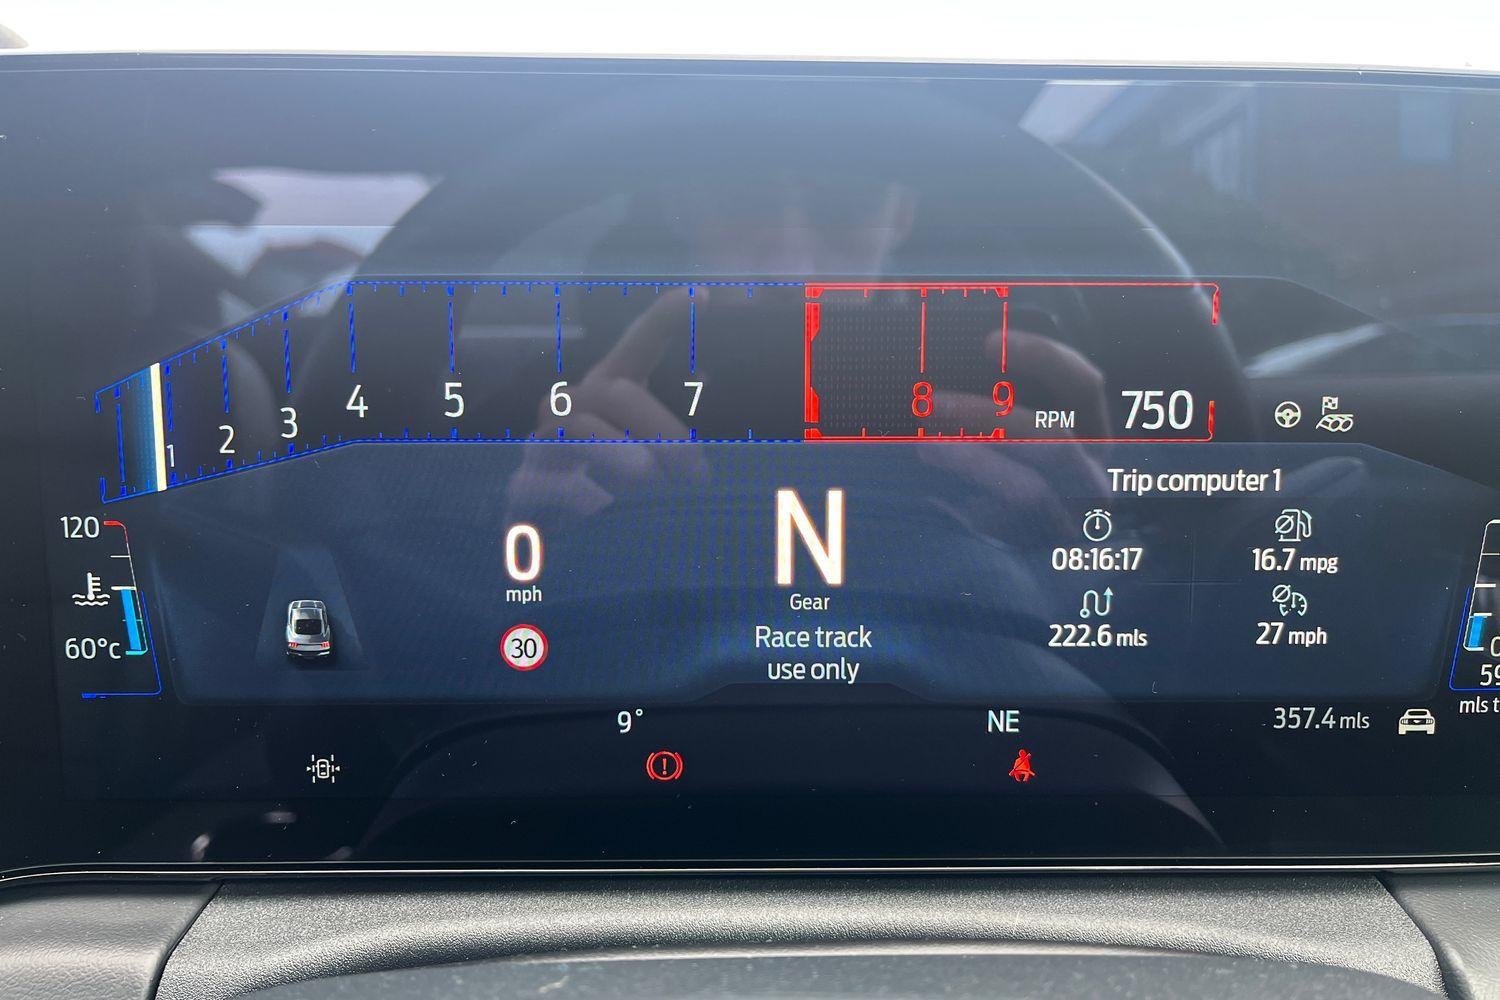 1 2 3 4 5 6 7 8 9 RPM 750
Trip computer 1
120
60°c
0
mph
30
N
Gear
Race track
use only
08:16:17
16.7 mpg
222.6 mls
27 mph
9°
NE
357.4 mls